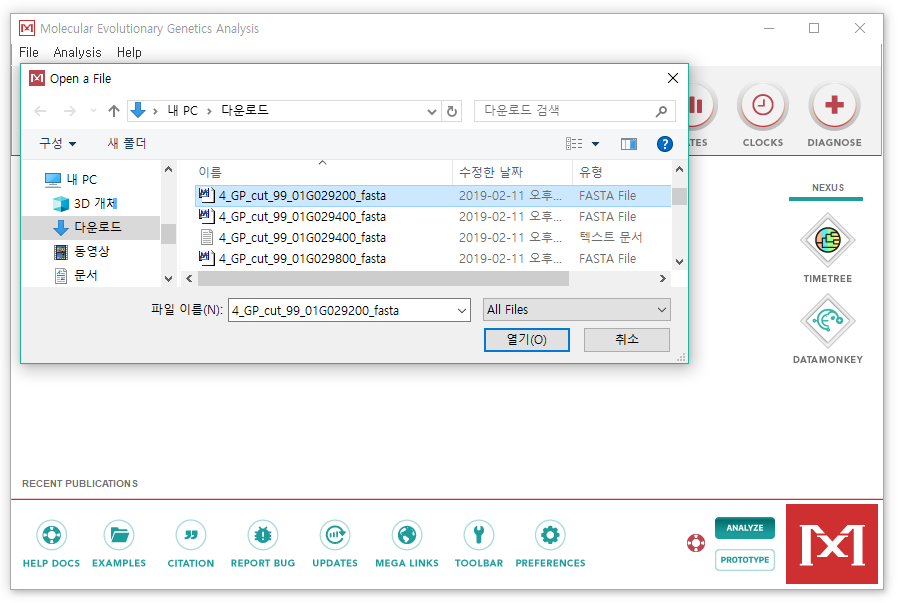 Molecular Evolutionary Genetics Analysis
File Analysis Help
Open a File
내 PC › 다운로드
다운로드 검색
구성 새 폴더
이름 수정한 날짜 유형
내 PC
3D 개체
다운로드
동영상
문서
4_GP_cut_99_01G029200_fasta 2019-02-11 오후... FASTA File
4_GP_cut_99_01G029400_fasta 2019-02-11 오후... FASTA File
4_GP_cut_99_01G029400_fasta 2019-02-11 오후... 텍스트 문서
4_GP_cut_99_01G029800_fasta 2019-02-11 오후... FASTA File
파일 이름(N): 4_GP_cut_99_01G029200_fasta All Files
열기(O) 취소
TES CLOCKS DIAGNOSE
NEXUS
TIMETREE
DATAMONKEY
RECENT PUBLICATIONS
HELP DOCS EXAMPLES CITATION REPORT BUG UPDATES MEGA LINKS TOOLBAR PREFERENCES
ANALYZE
PROTOTYPE